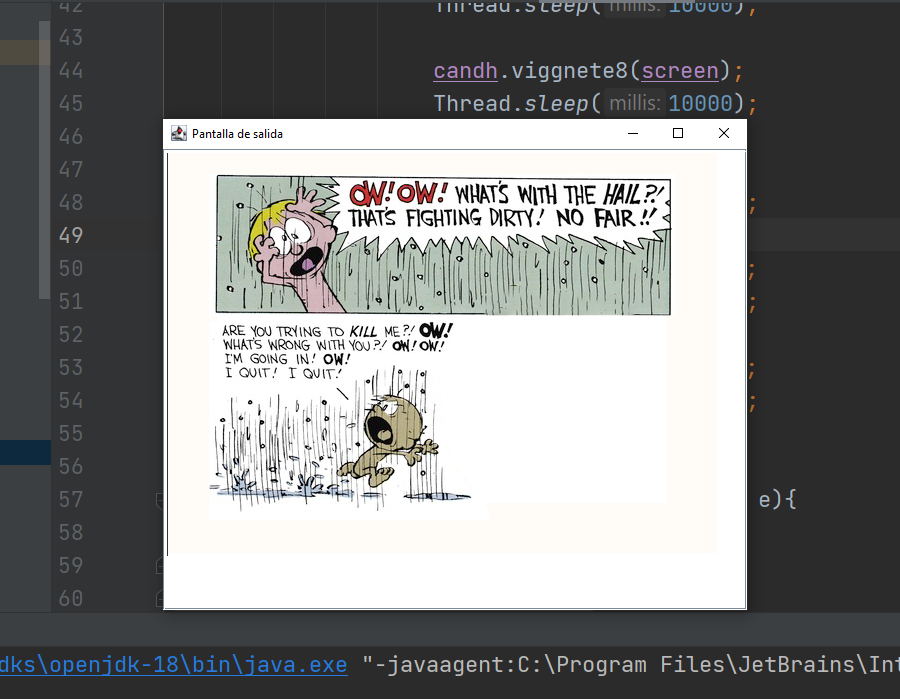 42
Thread.sleep( millis: 10000);
43
44
candh.viggnete8(screen);
45
Thread.sleep( millis: 10000);
46
Pantalla de salida
47
OW! OW! WHAT'S WITH THE HAIL?!
48
;
THAT'S FIGHTING DIRTY! NO FAIR!!
49
50
;
51
;
52
ARE YOU TRYING TO KILL ME?! OW!
WHAT'S WRONG WITH YOU?! OW! OW!
53
;
I'M GOING IN! OW!
I QUIT! I QUIT!
54
;
55
56
57
e){
58
59
60
dks\openjdk-18\bin\java.exe "-javaagent:C:\Program Files\JetBrains\Int